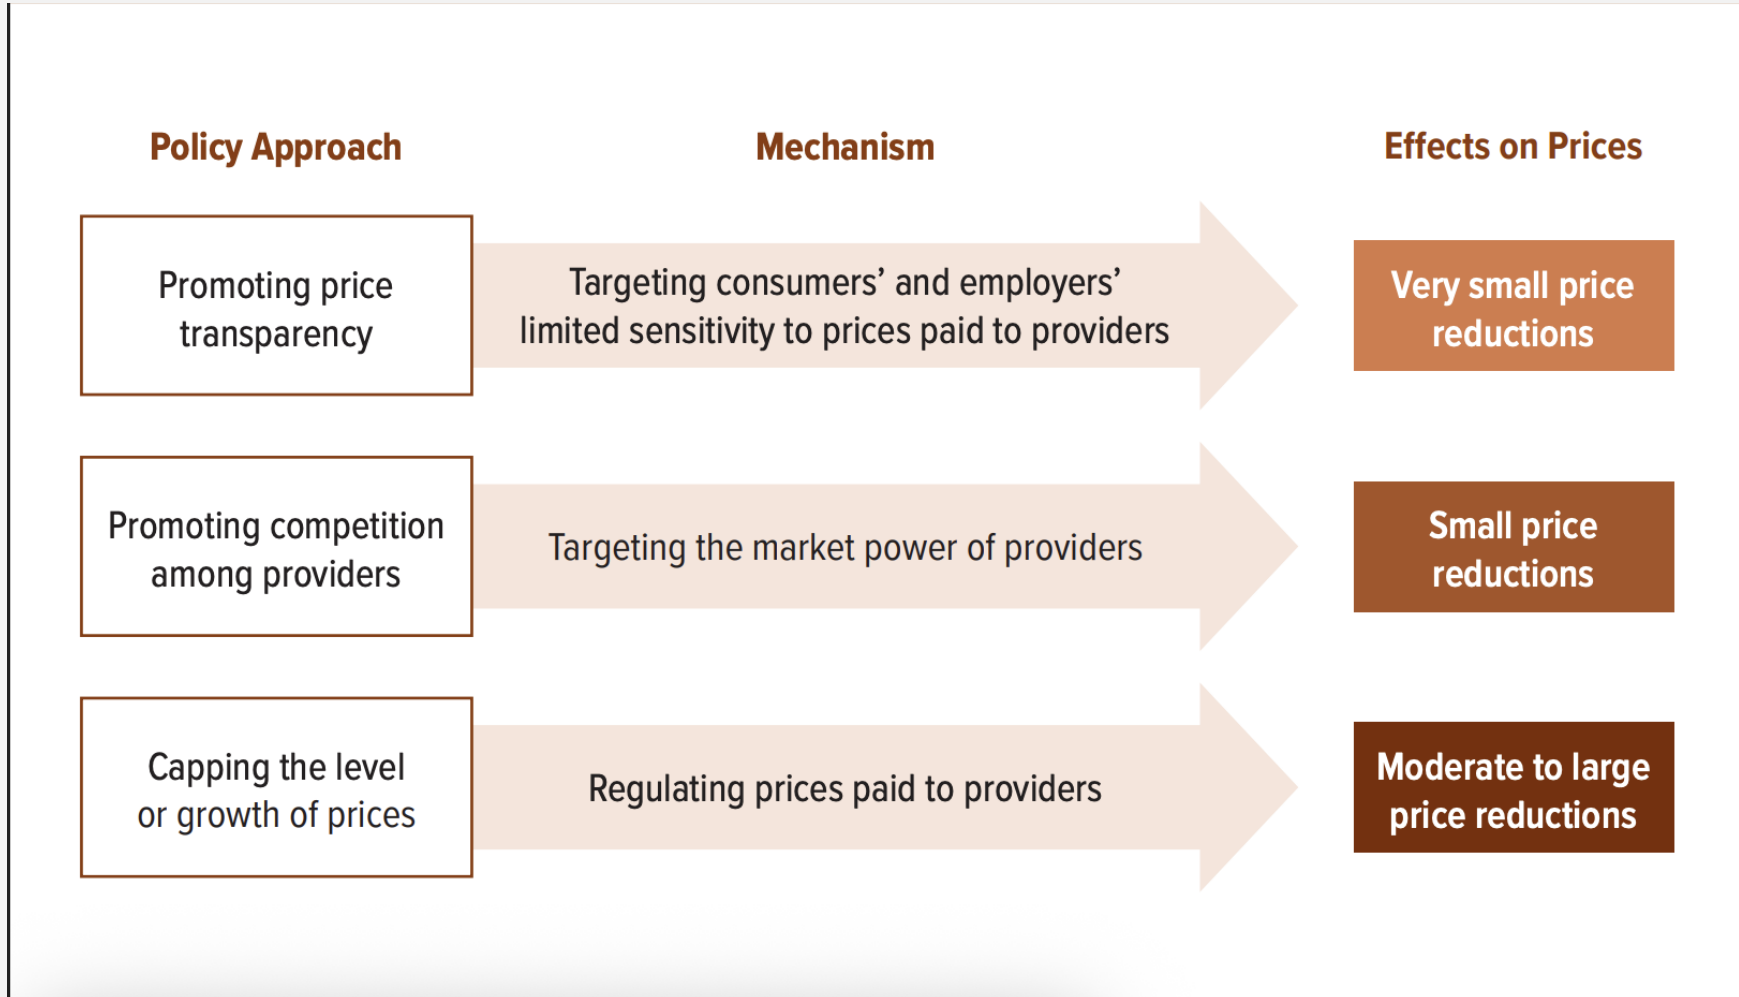 Policy Approach
Mechanism
Effects on Prices
Promoting price
transparency
Targeting consumers’ and employers’
limited sensitivity to prices paid to providers
Very small price
reductions
Promoting competition
among providers
Targeting the market power of providers
Small price
reductions
Capping the level
or growth of prices
Regulating prices paid to providers
Moderate to large
price reductions